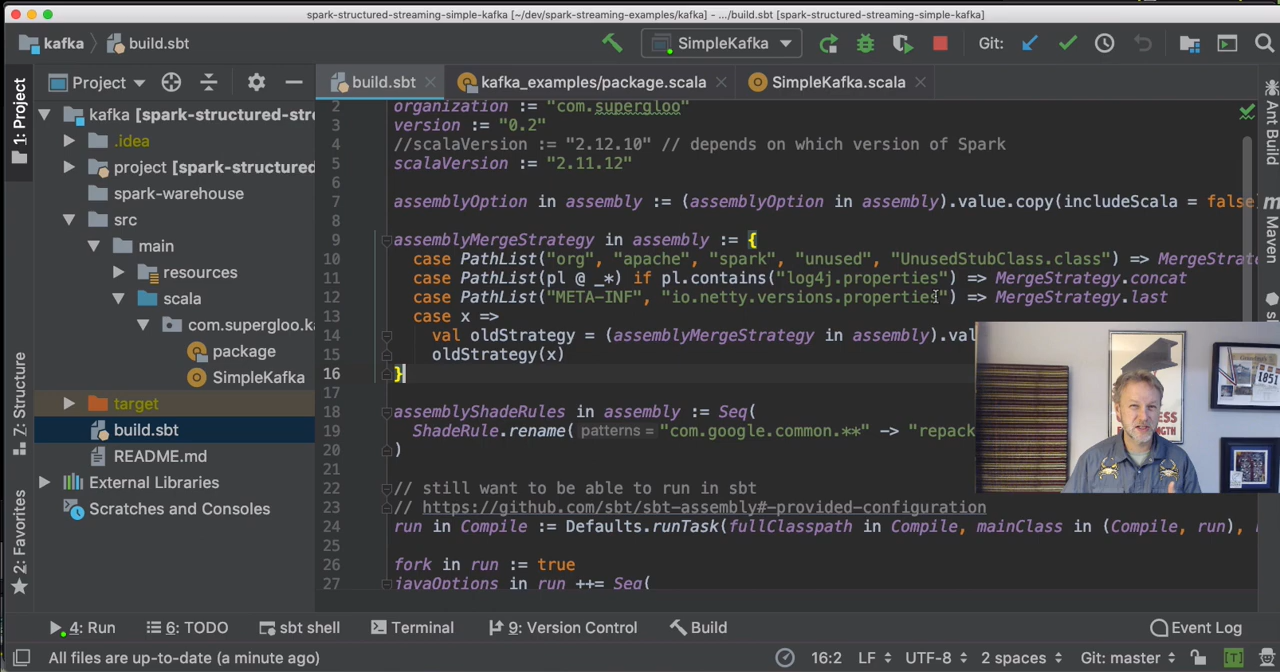 spark-structured-streaming-simple-kafka [~/dev/spark-streaming-examples/kafka] - .../build.sbt [spark-structured-streaming-simple-kafka]
kafka build.sbt SimpleKafka Git:
1: Project
Project
build.sbt kafka_examples/package.scala SimpleKafka.scala
kafka [spark-structured-stre
.idea
project [spark-structured
spark-warehouse
src
main
resources
scala
com.supergloo.ka
package
SimpleKafka
target
build.sbt
README.md
External Libraries
Scratches and Consoles
Z: Structure
2: Favorites
2 organization := "com.supergloo"
3 version := "0.2"
4 //scalaVersion := "2.12.10" // depends on which version of Spark
5 scalaVersion := "2.11.12"
6
7 assemblyOption in assembly := (assemblyOption in assembly).value.copy(includeScala = false
8
9 assemblyMergeStrategy in assembly := {
10 case PathList("org", "apache", "spark", "unused", "UnusedStubClass.class") => MergeStrate
11 case PathList(pl @ _*) if pl.contains("log4j.properties") => MergeStrategy.concat
12 case PathList("META-INF", "io.netty.versions.properties") => MergeStrategy.last
13 case x =>
14 val oldStrategy = (assemblyMergeStrategy in assembly).val
15 oldStrategy(x)
16 }
17
18 assemblyShadeRules in assembly := Seq(
19 ShadeRule.rename( patterns = "com.google.common.**" -> "repack
20 )
21
22 // still want to be able to run in sbt
23 // https://github.com/sbt/sbt-assembly#-provided-configuration
24 run in Compile := Defaults.runTask(fullClasspath in Compile, mainClass in (Compile, run),
25
26 fork in run := true
27 javaOptions in run ++= Seq(
Ant Build
m Maven
1851
4: Run 6: TODO sbt shell Terminal 9: Version Control Build Event Log
All files are up-to-date (a minute ago) 16:2 LF UTF-8 2 spaces Git: master [T]